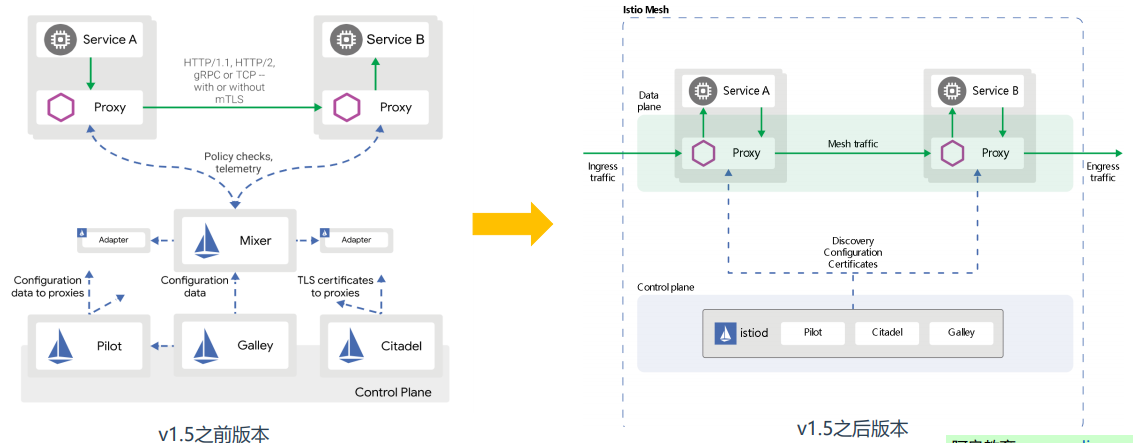 Service A
Service B
HTTP/1.1, HTTP/2,
gRPC or TCP --
with or without
mTLS
Proxy
Proxy
Policy checks,
telemetry
Mixer
Adapter
Adapter
Configuration
data to proxies
Configuration
data
TLS certificates
to proxies
Pilot
Galley
Citadel
Control Plane
v1.5之前版本
Istio Mesh
Data
plane
Service A
Service B
Proxy
Mesh traffic
Proxy
Ingress
traffic
Engress
traffic
Discovery
Configuration
Certificates
Control plane
istiod
Pilot
Citadel
Galley
v1.5之后版本